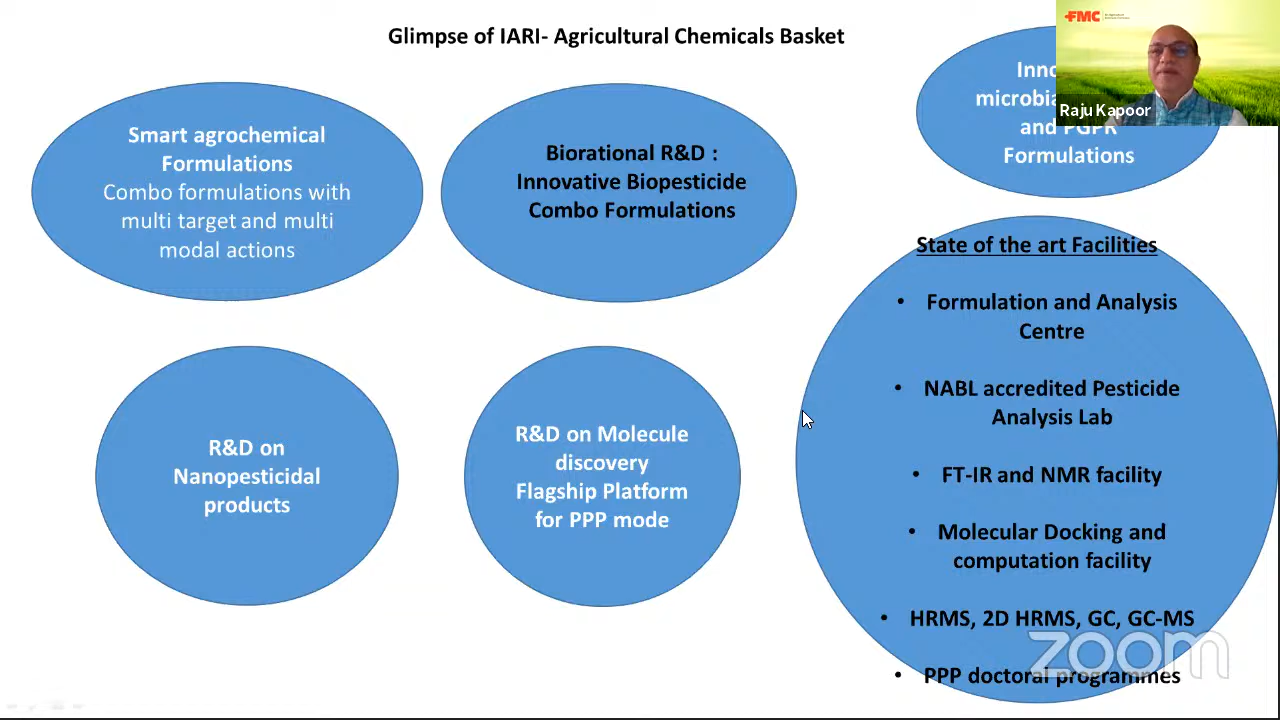 Glimpse of IARI- Agricultural Chemicals Basket
FMC
Raju Kapoor
Smart agrochemical
Formulations
Combo formulations with
multi target and multi
modal actions
Biorational R&D :
Innovative Biopesticide
Combo Formulations
and PGPR
Formulations
R&D on
Nanopesticidal
products
R&D on Molecule
discovery
Flagship Platform
for PPP mode
State of the art Facilities
• Formulation and Analysis
Centre
• NABL accredited Pesticide
Analysis Lab
• FT-IR and NMR facility
• Molecular Docking and
computation facility
• HRMS, 2D HRMS, GC, GC-MS
• PPP doctoral programmes
zoom